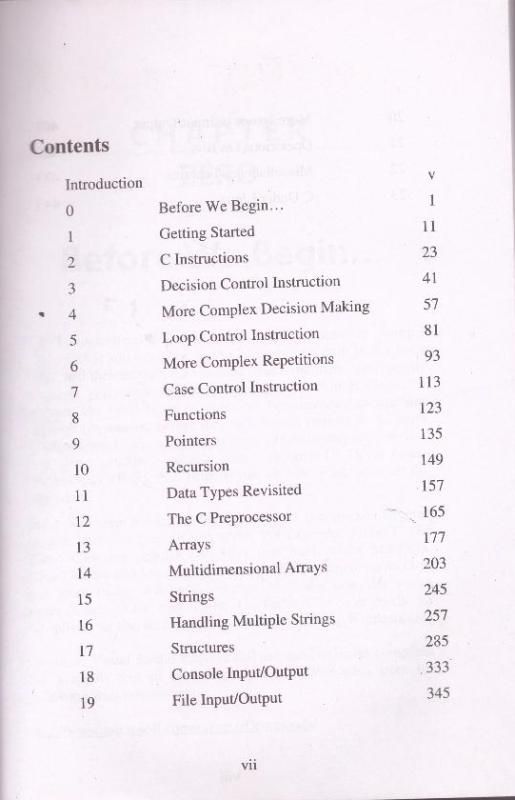 Contents
Introduction v
0 Before We Begin... 1
1 Getting Started 11
2 C Instructions 23
3 Decision Control Instruction 41
4 More Complex Decision Making 57
5 Loop Control Instruction 81
6 More Complex Repetitions 93
7 Case Control Instruction 113
8 Functions 123
9 Pointers 135
10 Recursion 149
11 Data Types Revisited 157
12 The C Preprocessor 165
13 Arrays 177
14 Multidimensional Arrays 203
15 Strings 245
16 Handling Multiple Strings 257
17 Structures 285
18 Console Input/Output 333
19 File Input/Output 345
vii